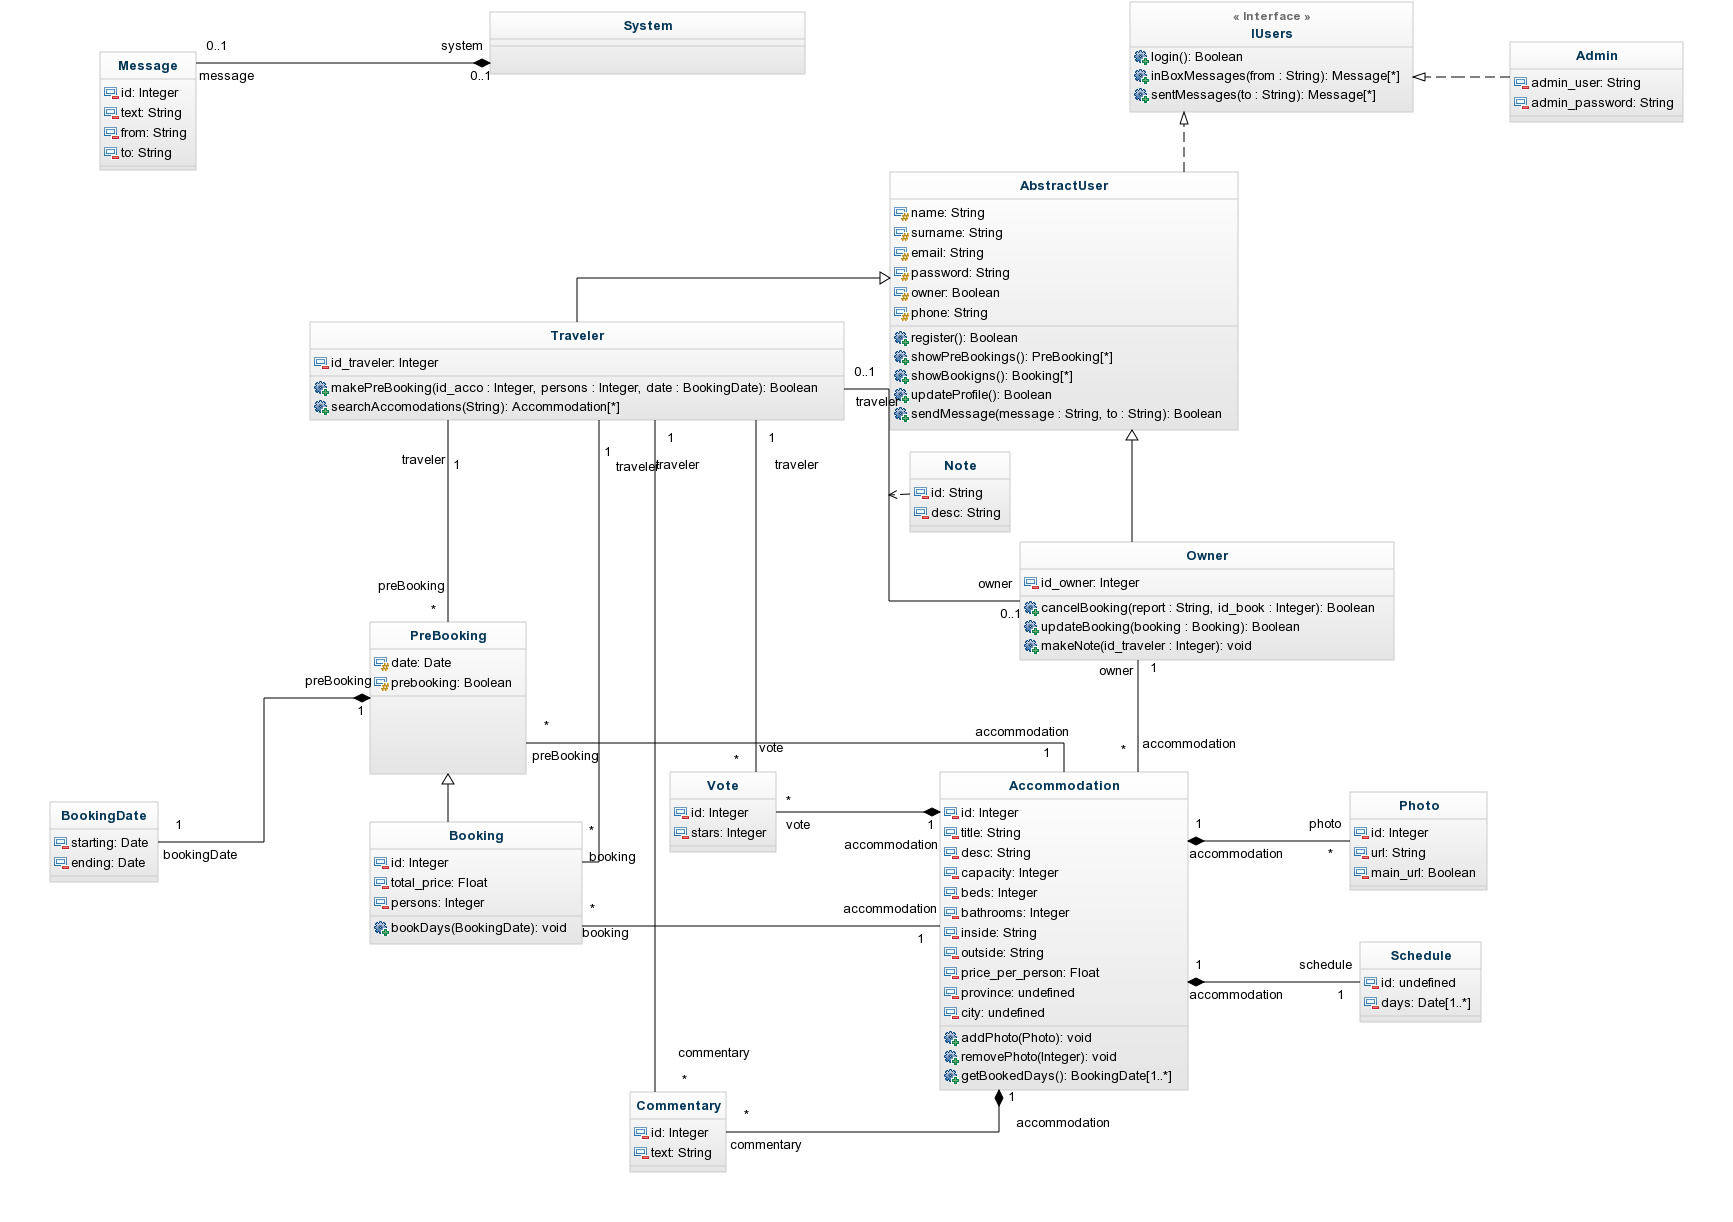 System
0..1
system
message
0..1
Message
id: Integer
text: String
from: String
to: String
« Interface »
IUsers
login(): Boolean
inBoxMessages(from : String): Message[*]
sentMessages(to : String): Message[*]
Admin
admin_user: String
admin_password: String
AbstractUser
name: String
surname: String
email: String
password: String
owner: Boolean
phone: String
register(): Boolean
showPreBookings(): PreBooking[*]
showBookigns(): Booking[*]
updateProfile(): Boolean
sendMessage(message : String, to : String): Boolean
Traveler
id_traveler: Integer
makePreBooking(id_acco : Integer, persons : Integer, date : BookingDate): Boolean
searchAccomodations(String): Accommodation[*]
0..1
traveler
traveler
1
1
traveler
1
traveler
1
traveler
Note
id: String
desc: String
owner
0..1
Owner
id_owner: Integer
cancelBooking(report : String, id_book : Integer): Boolean
updateBooking(booking : Booking): Boolean
makeNote(id_traveler : Integer): void
owner
1
preBooking
*
PreBooking
date: Date
prebooking: Boolean
preBooking
1
*
preBooking
accommodation
1
*
accommodation
vote
*
Vote
id: Integer
stars: Integer
*
vote
1
accommodation
BookingDate
starting: Date
ending: Date
1
bookingDate
Booking
id: Integer
total_price: Float
persons: Integer
bookDays(BookingDate): void
*
booking
*
booking
accommodation
1
Accommodation
id: Integer
title: String
desc: String
capacity: Integer
beds: Integer
bathrooms: Integer
inside: String
outside: String
price_per_person: Float
province: undefined
city: undefined
addPhoto(Photo): void
removePhoto(Integer): void
getBookedDays(): BookingDate[1..*]
1
accommodation
photo
*
Photo
id: Integer
url: String
main_url: Boolean
1
accommodation
schedule
1
Schedule
id: undefined
days: Date[1..*]
commentary
*
Commentary
id: Integer
text: String
*
commentary
1
accommodation